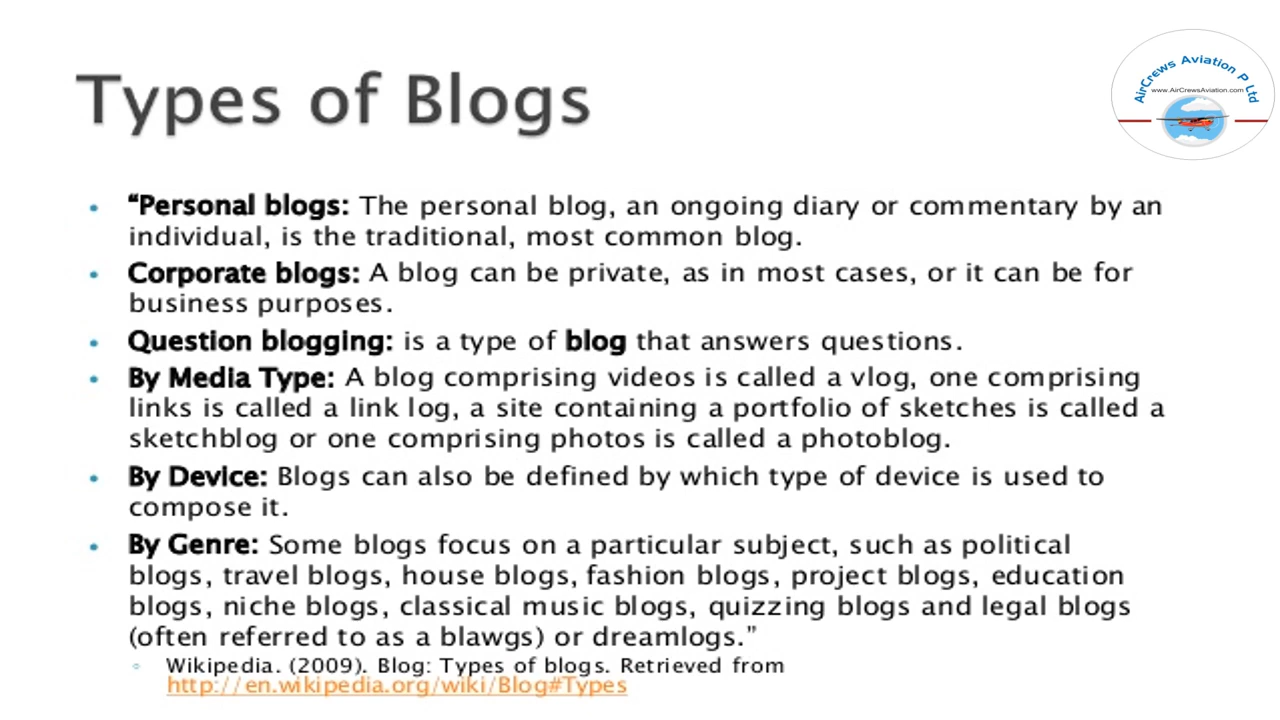 Types of Blogs
AirCrews Aviation P Ltd
www.AirCrewsAviation.com
• “Personal blogs: The personal blog, an ongoing diary or commentary by an
individual, is the traditional, most common blog.
• Corporate blogs: A blog can be private, as in most cases, or it can be for
business purposes.
• Question blogging: is a type of blog that answers questions.
• By Media Type: A blog comprising videos is called a vlog, one comprising
links is called a link log, a site containing a portfolio of sketches is called a
sketchblog or one comprising photos is called a photoblog.
• By Device: Blogs can also be defined by which type of device is used to
compose it.
• By Genre: Some blogs focus on a particular subject, such as political
blogs, travel blogs, house blogs, fashion blogs, project blogs, education
blogs, niche blogs, classical music blogs, quizzing blogs and legal blogs
(often referred to as a blawgs) or dreamlogs.”
◦ Wikipedia. (2009). Blog: Types of blogs. Retrieved from
http://en.wikipedia.org/wiki/Blog#Types